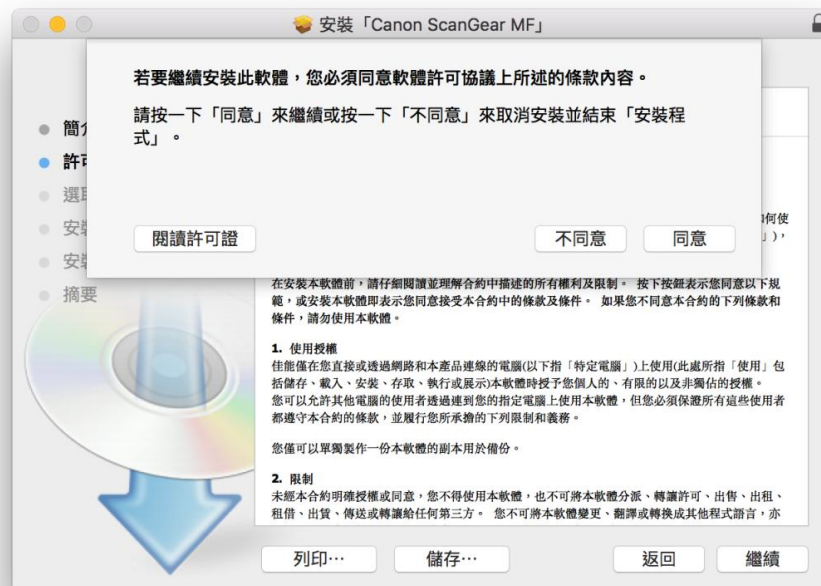 安裝「Canon ScanGear MF」
若要繼續安裝此軟體，您必須同意軟體許可協議上所述的條款內容。
請按一下「同意」來繼續或按一下「不同意」來取消安裝並結束「安裝程
式」。
閱讀許可證
不同意
同意
簡
許
選
安
安
摘要
何使
」)，
在安裝本軟體前，請仔細閱讀並理解合約中描述的所有權利及限制。 按下按鈕表示您同意以下規
範，或安裝本軟體即表示您同意接受本合約中的條款及條件。 如果您不同意本合約的下列條款和
條件，請勿使用本軟體。
1. 使用授權
佳能僅在您直接或透過網路和本產品連線的電腦(以下指「特定電腦」)上使用(此處所指「使用」包
括儲存、載入、安裝、存取、執行或展示)本軟體時授予您個人的、有限的以及非獨佔的授權。
您可以允許其他電腦的使用者透過連到您的指定電腦上使用本軟體，但您必須保證所有這些使用者
都遵守本合約的條款，並履行您所承擔的下列限制和義務。
您僅可以單獨製作一份本軟體的副本用於備份。
2. 限制
未經本合約明確授權或同意，您不得使用本軟體，也不可將本軟體分派、轉讓許可、出售、出租、
租借、出賃、傳送或轉讓給任何第三方。 您不可將本軟體變更、翻譯或轉換成其他程式語言，亦
列印…
儲存…
返回
繼續